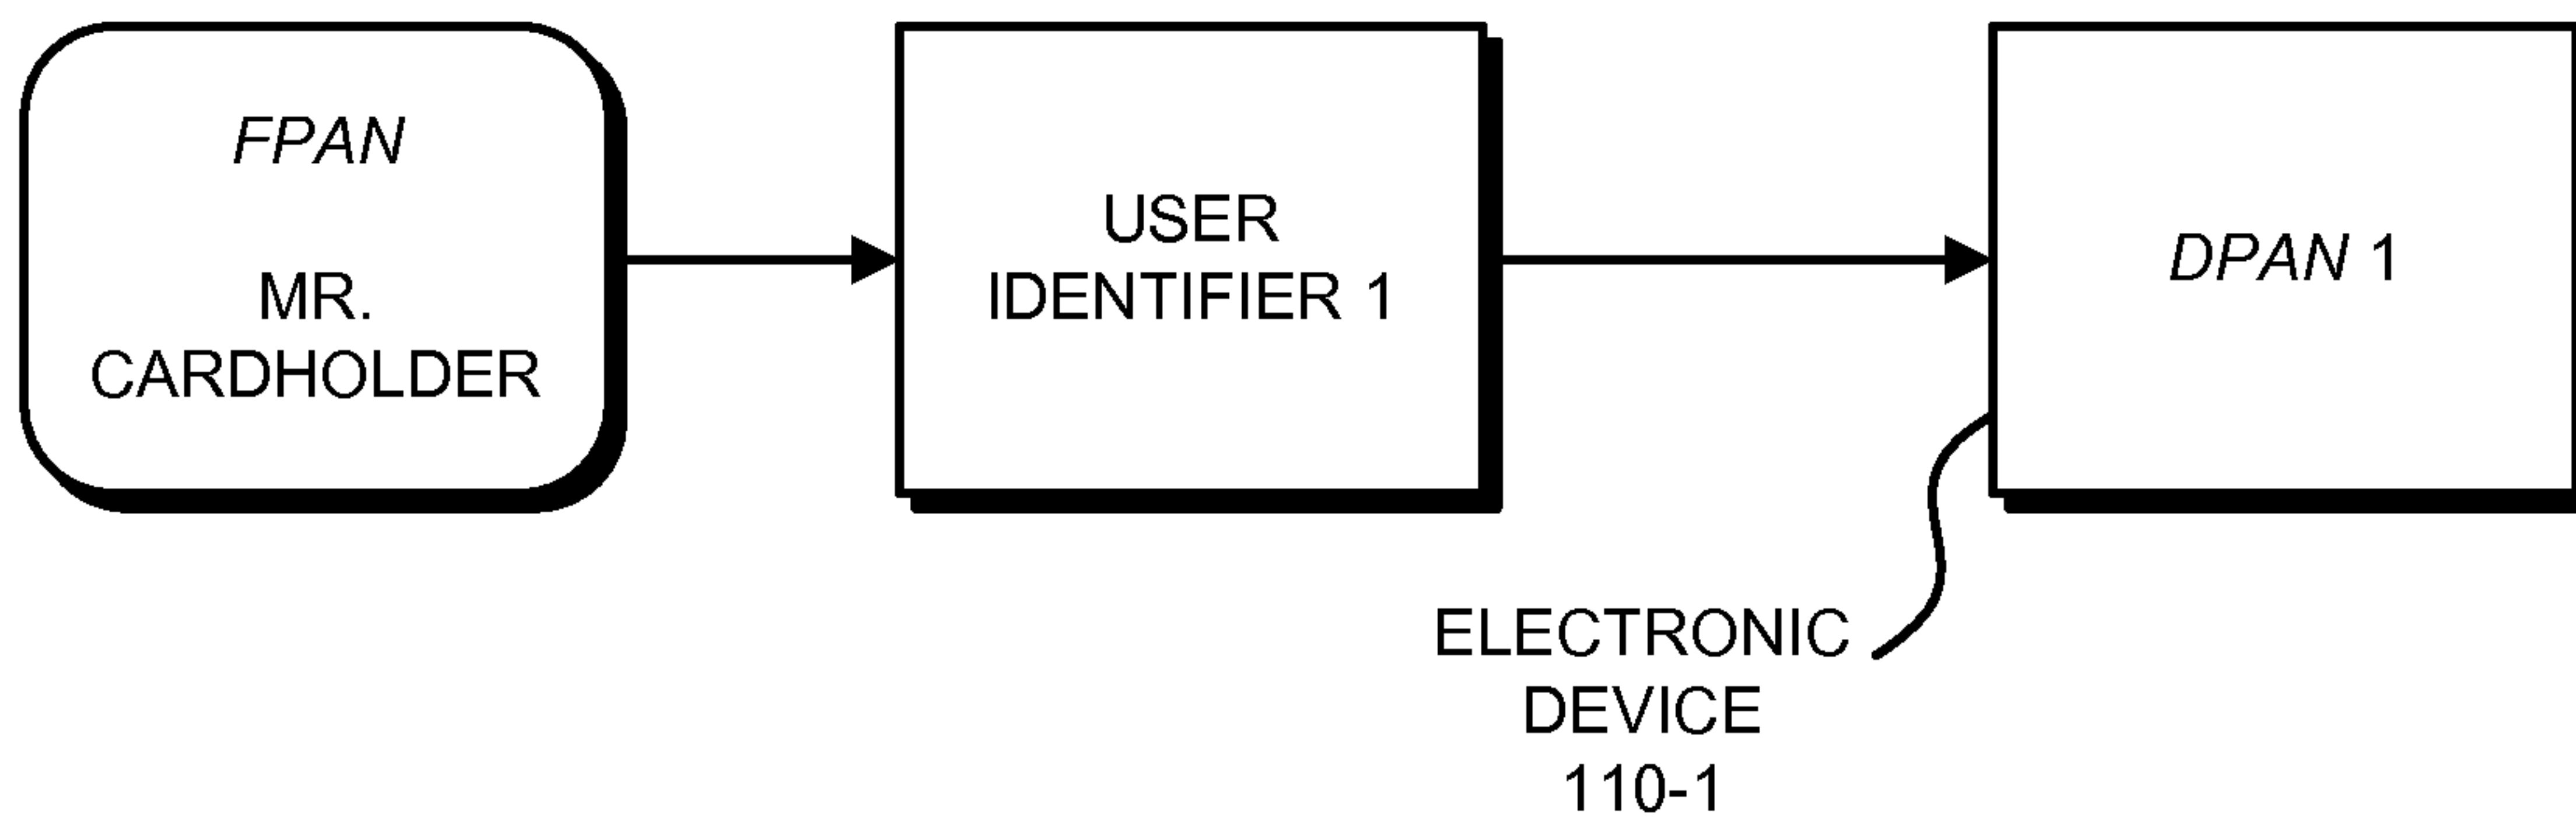 FPAN
MR.
CARDHOLDER
USER
IDENTIFIER 1
DPAN 1
ELECTRONIC
DEVICE
110-1